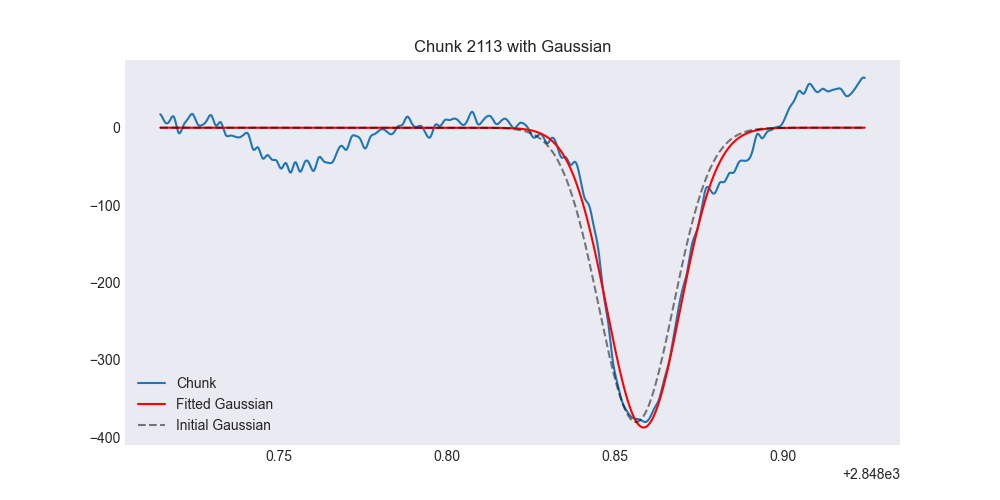 Chunk 2113 with Gaussian
0
−100
−200
−300
−400
Chunk
Fitted Gaussian
Initial Gaussian
0.75 0.80 0.85 0.90
+2.848e3